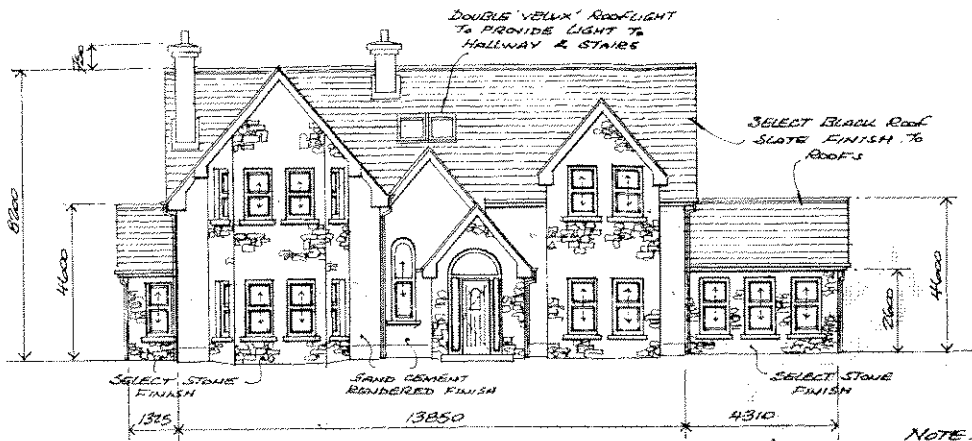 DOUBLE 'VELUX' ROOFLIGHT
TO PROVIDE LIGHT TO
HALLWAY & STAIRS
SELECT BLACK ROOF
SLATE FINISH TO
ROOFS
8200
4600
4600
2600
SELECT STONE
FINISH
SAND CEMENT
RENDERED FINISH
SELECT STONE
FINISH
1325
13850
4310
NOTE